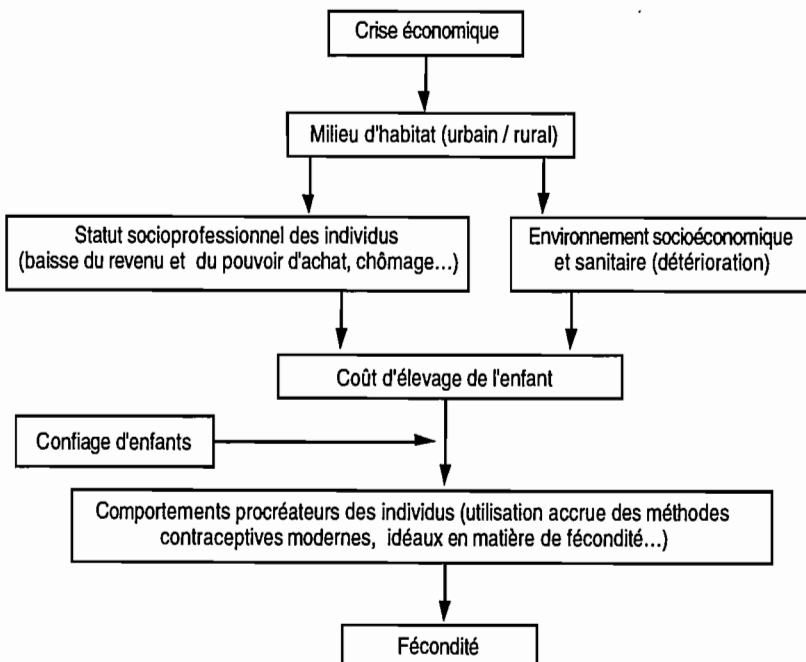 Crise économique
Milieu d'habitat (urbain / rural)
Statut socioprofessionnel des individus
(baisse du revenu et du pouvoir d'achat, chômage...)
Environnement socioéconomique
et sanitaire (détérioration)
Coût d'élevage de l'enfant
Confiage d'enfants
Comportements procréateurs des individus (utilisation accrue des méthodes
contraceptives modernes, idéaux en matière de fécondité...)
Fécondité